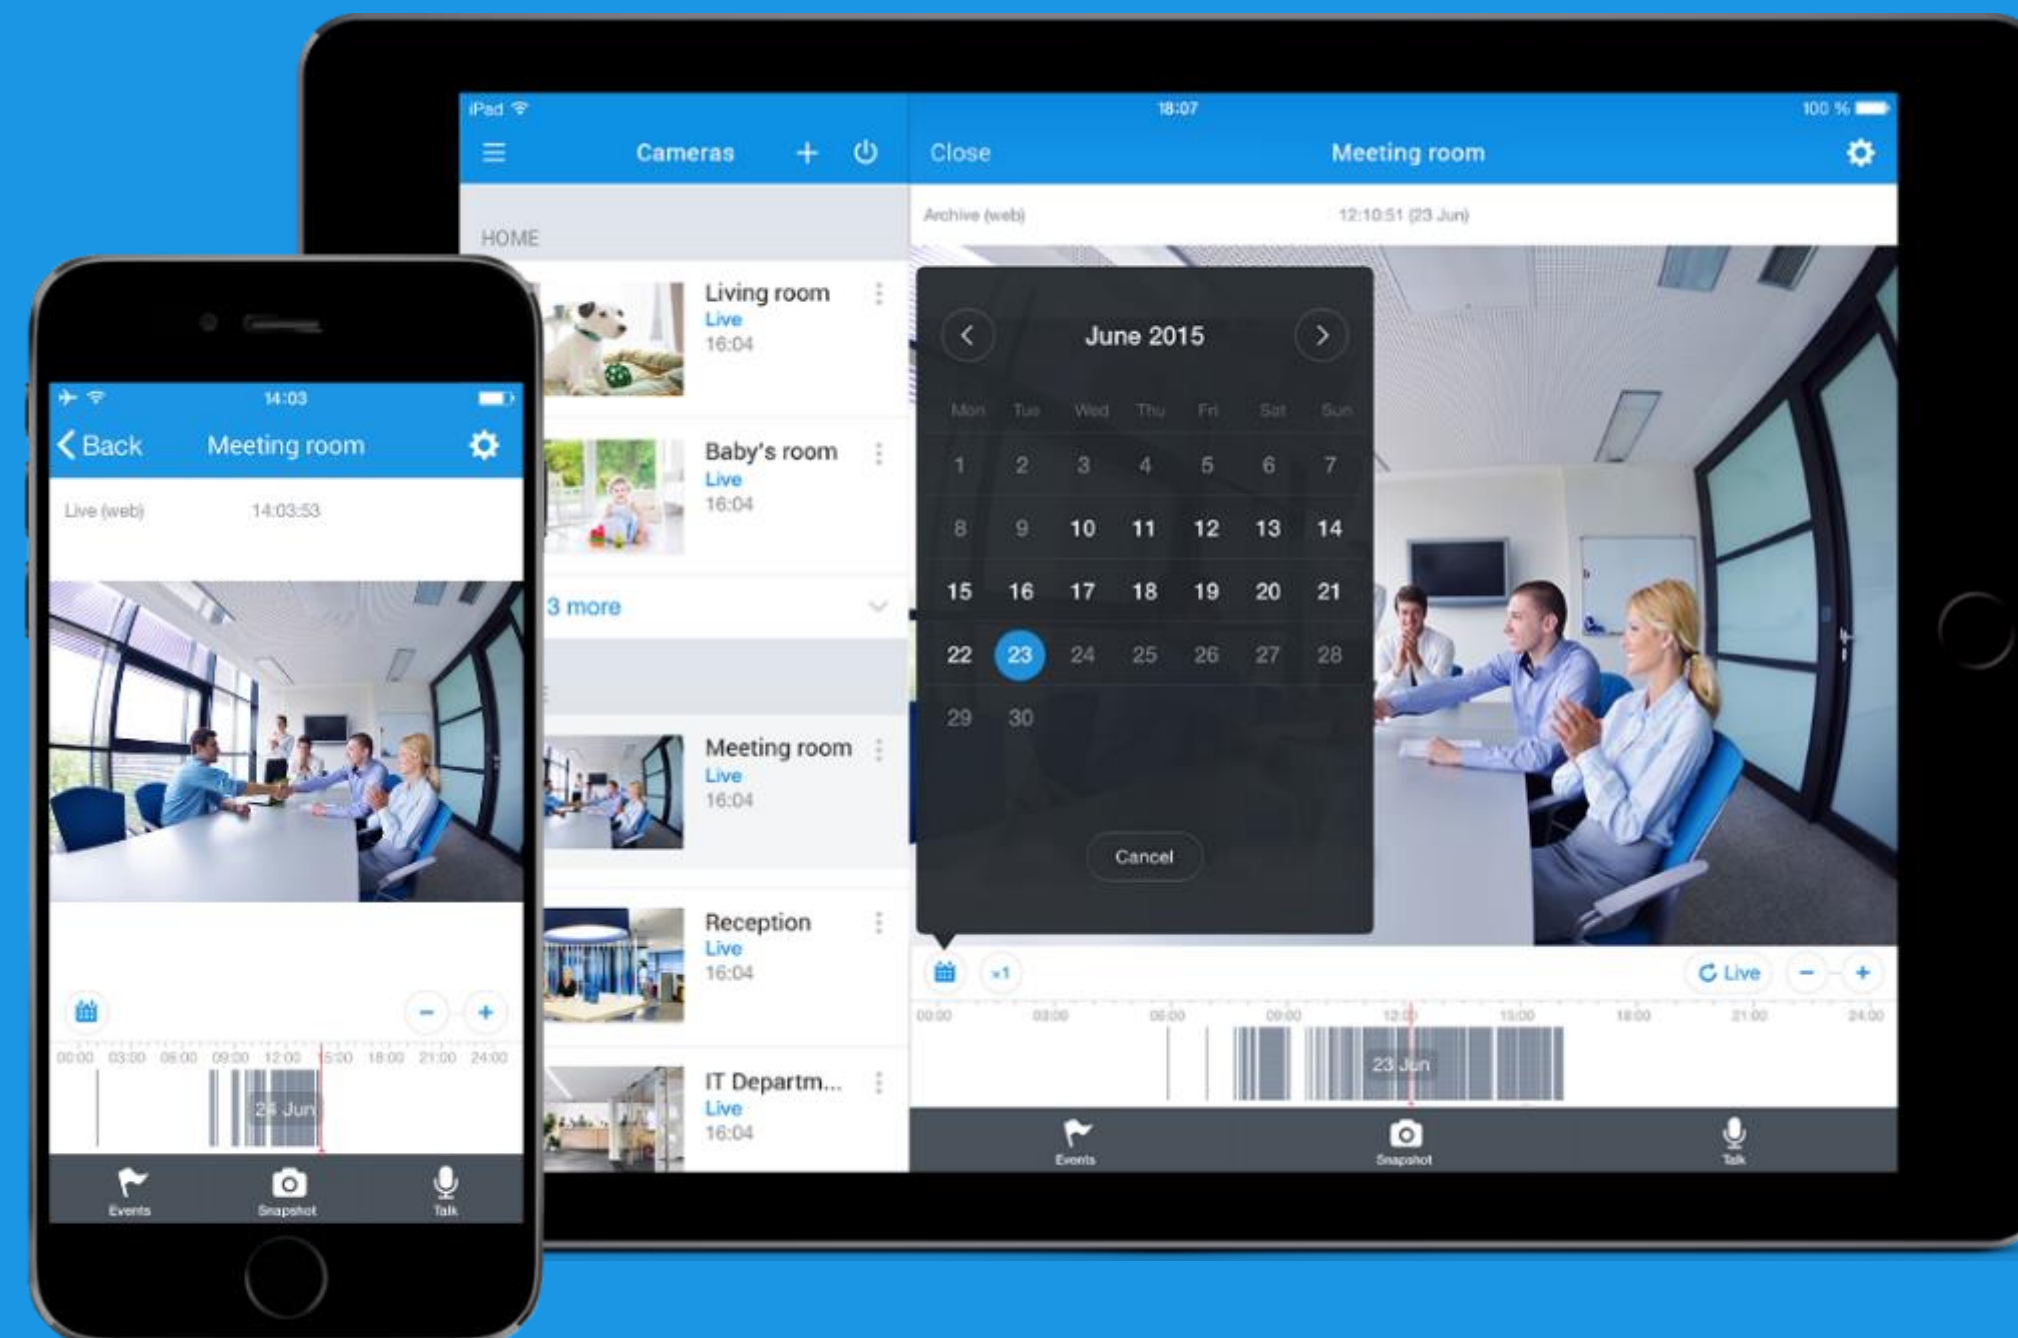 iPad
18:07
100 %
Cameras
Close
Meeting room
Archive (web)
12:10:51 (23 Jun)
HOME
Living room
Live
16:04
Baby's room
Live
16:04
3 more
Meeting room
Live
16:04
Reception
Live
16:04
IT Departm...
Live
16:04
June 2015
Mon Tue Wed Thu Fri Sat Sun
1 2 3 4 5 6 7
8 9 10 11 12 13 14
15 16 17 18 19 20 21
22 23 24 25 26 27 28
29 30
Cancel
×1
Live
00:00 03:00 06:00 09:00 12:00 15:00 18:00 21:00 24:00
23 Jun
Events
Snapshot
Talk
14:03
Back
Meeting room
Live (web)
14:03:53
00:00 03:00 06:00 09:00 12:00 15:00 18:00 21:00 24:00
24 Jun
Events
Snapshot
Talk